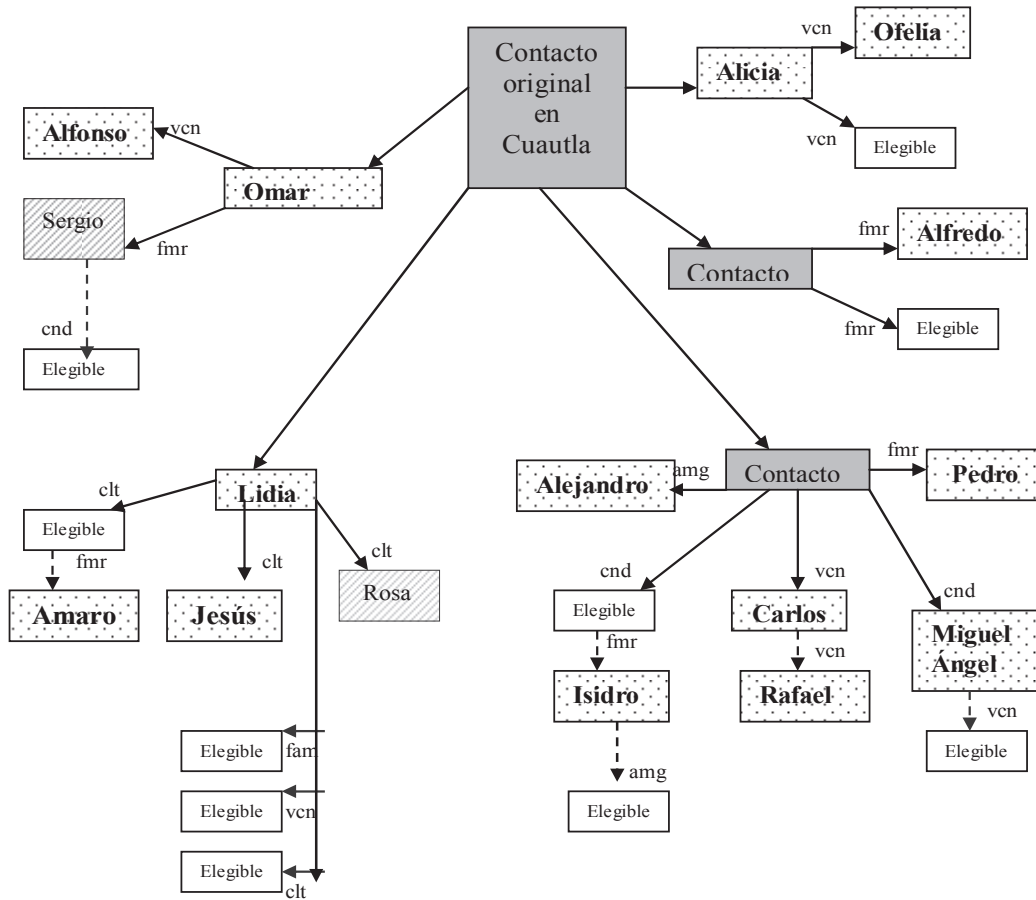 Contacto
original
en
Cuautla
Ofelia
vcn
Alicia
vcn
Elegible
Alfonso
vcn
Omar
Sergio
fmr
cnd
Elegible
fmr
Alfredo
Contacto
fmr
Elegible
clt
Lidia
Elegible
fmr
clt
clt
Amaro
Jesús
Rosa
Elegible
fam
Elegible
vcn
Elegible
clt
Alejandro
amg
Contacto
fmr
Pedro
cnd
vcn
cnd
Elegible
Carlos
Miguel
Ángel
fmr
vcn
Isidro
Rafael
vcn
Elegible
amg
Elegible